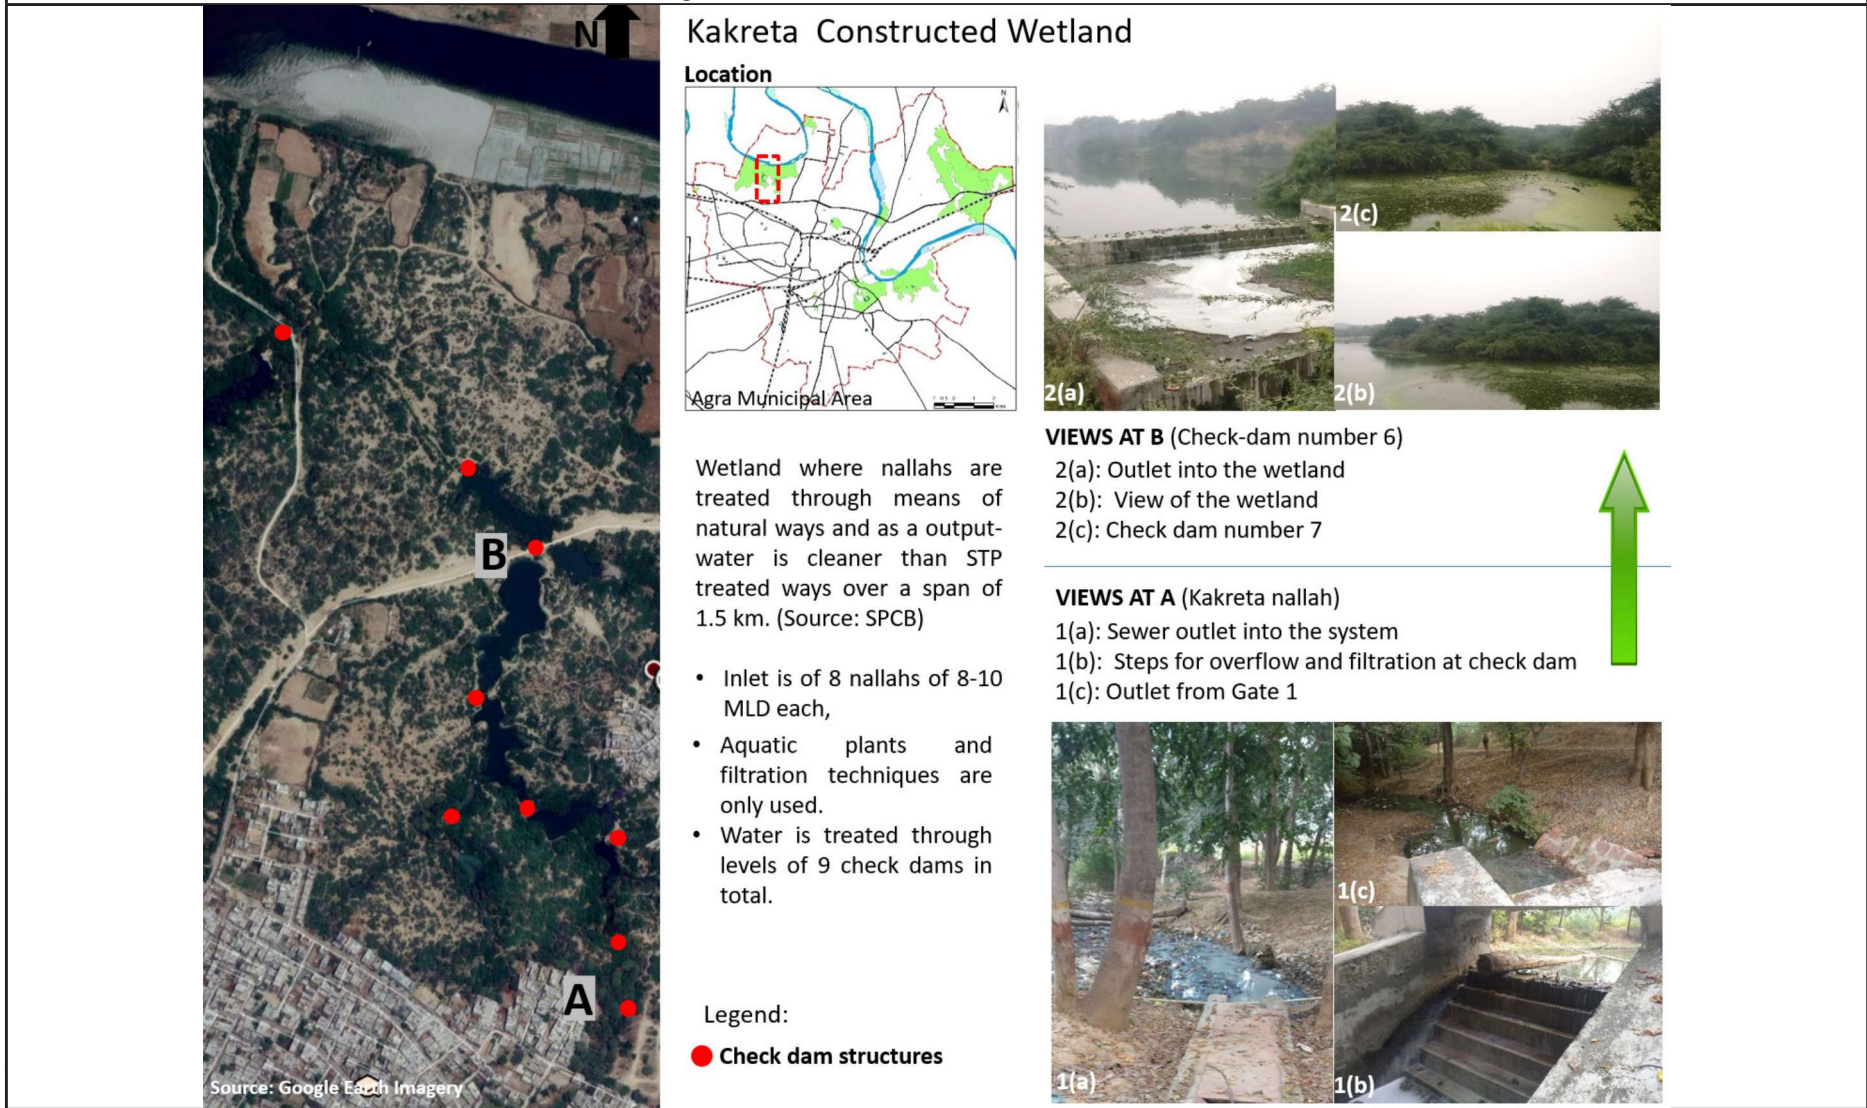 N
Kakreta Constructed Wetland
Location
N
Agra Municipal Area
2(a)
2(c)
2(b)
B
A
Source: Google Earth Imagery
Wetland where nallahs are
treated through means of
natural ways and as a output-
water is cleaner than STP
treated ways over a span of
1.5 km. (Source: SPCB)
• Inlet is of 8 nallahs of 8-10
MLD each,
• Aquatic plants and
filtration techniques are
only used.
• Water is treated through
levels of 9 check dams in
total.
Legend:
Check dam structures
VIEWS AT B (Check-dam number 6)
2(a): Outlet into the wetland
2(b): View of the wetland
2(c): Check dam number 7
VIEWS AT A (Kakreta nallah)
1(a): Sewer outlet into the system
1(b): Steps for overflow and filtration at check dam
1(c): Outlet from Gate 1
1(a)
1(c)
1(b)